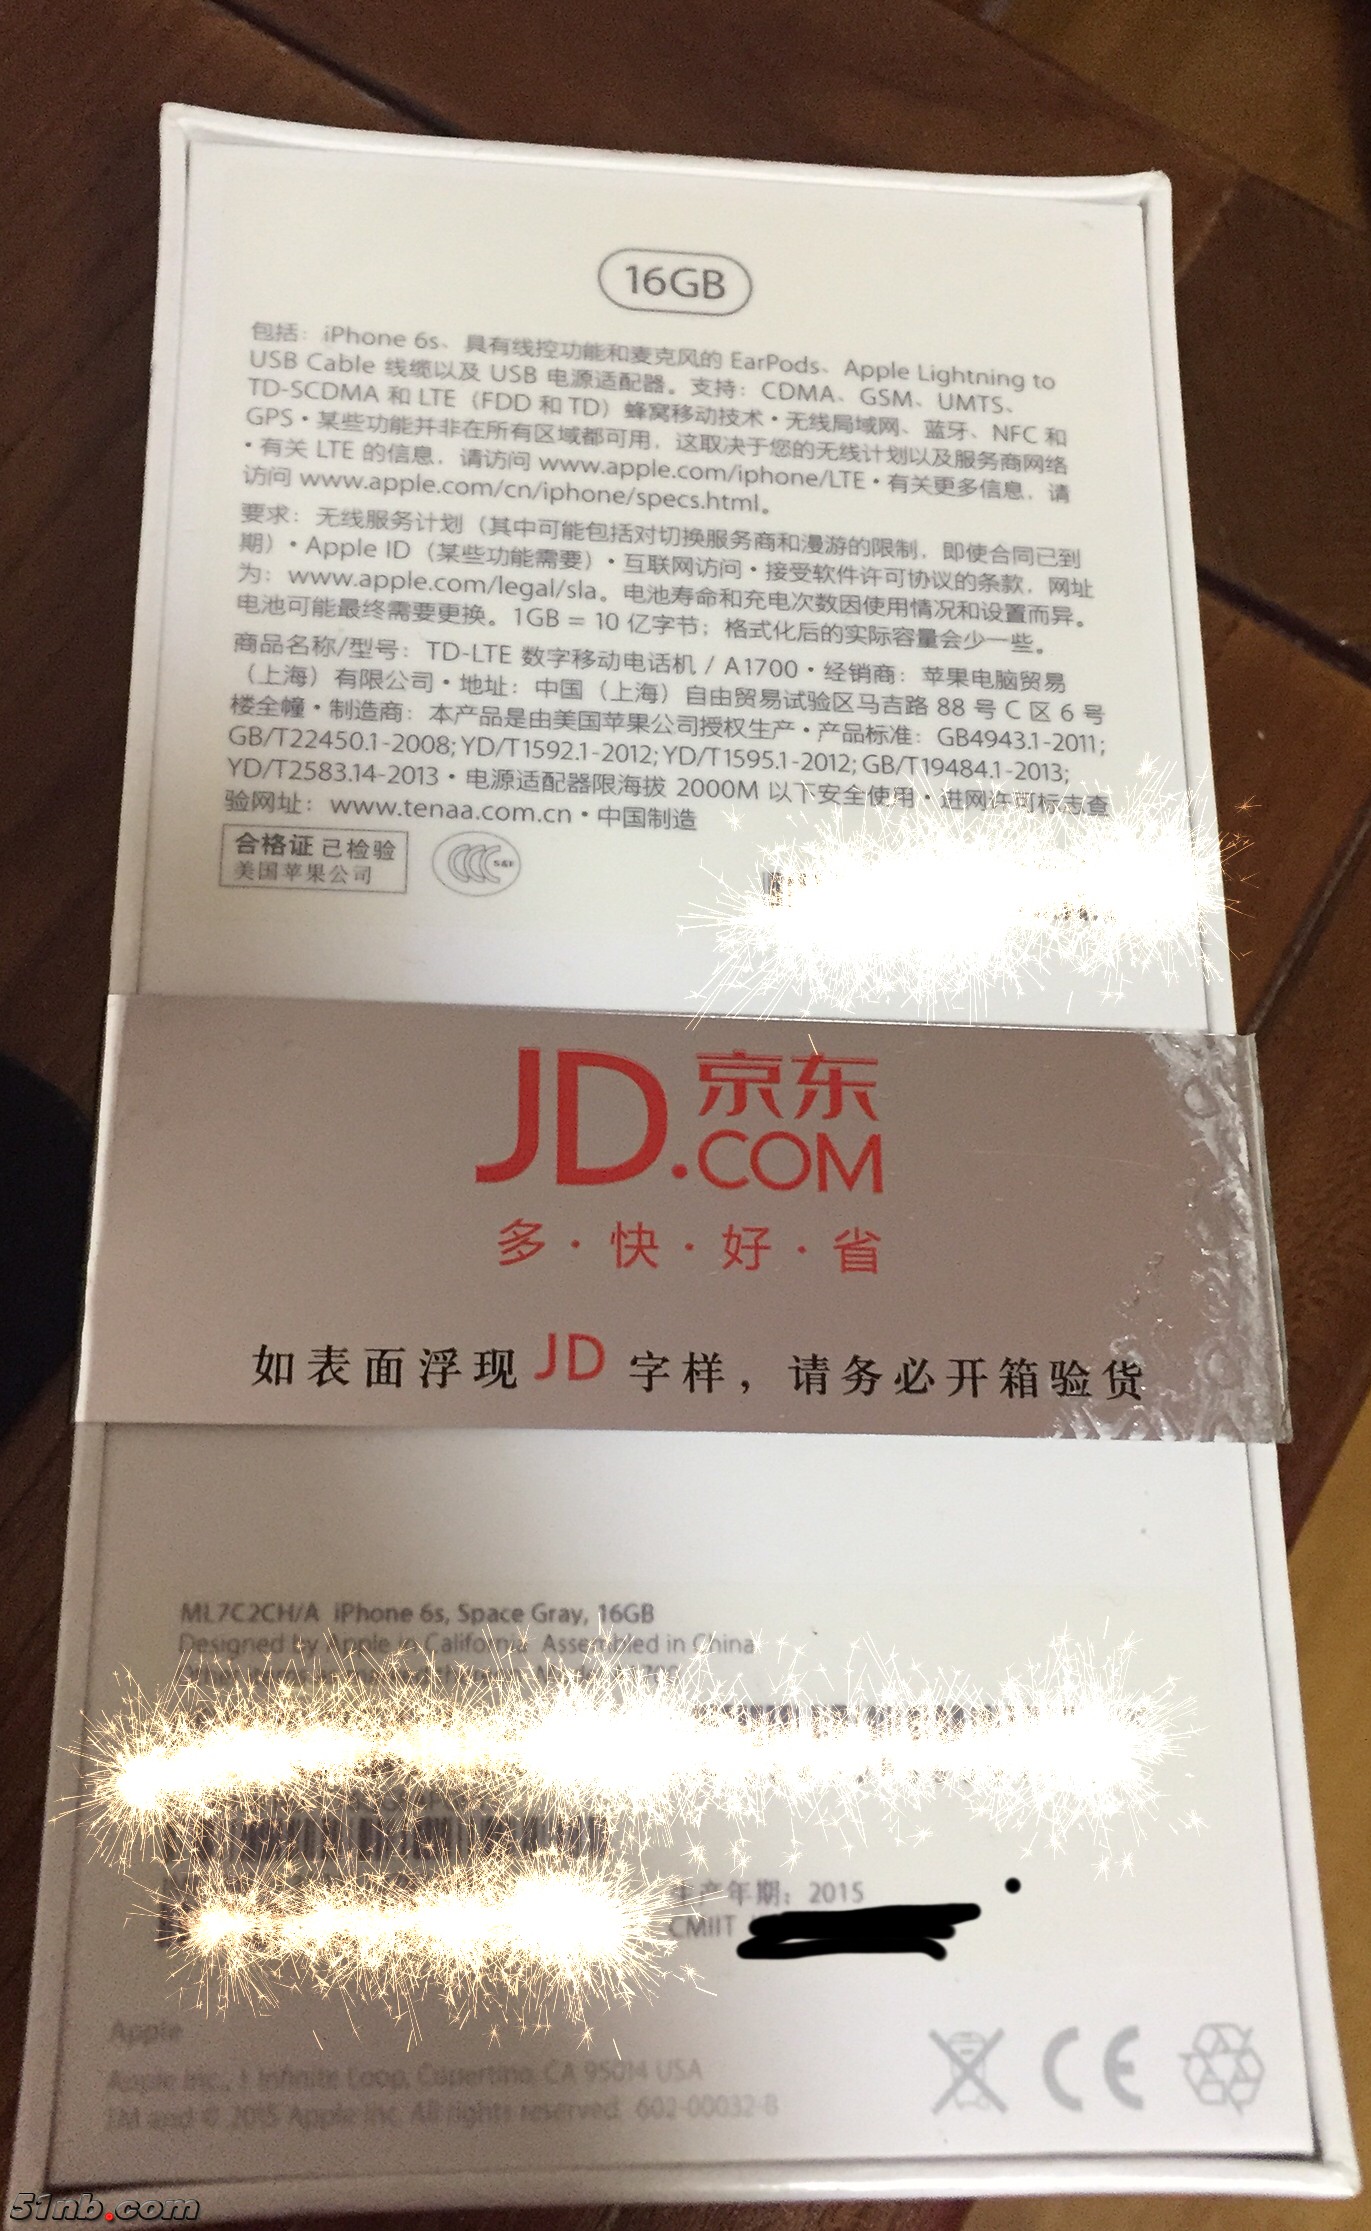 16GB
包括：iPhone 6s、具有线控功能和麦克风的 EarPods、Apple Lightning to
USB Cable 线缆以及 USB 电源适配器。支持：CDMA、GSM、UMTS、
TD-SCDMA 和 LTE（FDD 和 TD）蜂窝移动技术・无线局域网、蓝牙、NFC 和
GPS・某些功能并非在所有区域都可用，这取决于您的无线计划以及服务商网络
・有关 LTE 的信息，请访问 www.apple.com/iphone/LTE・有关更多信息，请
访问 www.apple.com/cn/iphone/specs.html。
要求：无线服务计划（其中可能包括对切换服务商和漫游的限制，即使合同已到
期）・Apple ID（某些功能需要）・互联网访问・接受软件许可协议的条款，网址
为：www.apple.com/legal/sla。电池寿命和充电次数因使用情况和设置而异。
电池可能最终需要更换。1GB = 10 亿字节；格式化后的实际容量会少一些。
商品名称/型号：TD-LTE 数字移动电话机 / A1700・经销商：苹果电脑贸易
（上海）有限公司・地址：中国（上海）自由贸易试验区马吉路 88 号 C 区 6 号
楼全幢・制造商：本产品是由美国苹果公司授权生产・产品标准：GB4943.1-2011;
GB/T22450.1-2008; YD/T1592.1-2012; YD/T1595.1-2012; GB/T19484.1-2013;
YD/T2583.14-2013・电源适配器限海拔 2000M 以下安全使用・进网许可标志查
验网址：www.tenaa.com.cn・中国制造
合格证 已检验
美国苹果公司
S&E
JD.京东
COM
多・快・好・省
如表面浮现 JD 字样，请务必开箱验货
ML7C2CH/A iPhone 6s, Space Gray, 16GB
Designed by Apple in California Assembled in China
生产年期：2015
CMIIT
Apple
Apple Inc., 1 Infinite Loop, Cupertino, CA 95014 USA
TM and © 2015 Apple Inc. All rights reserved. 602-00032-B
CE
51nb.com